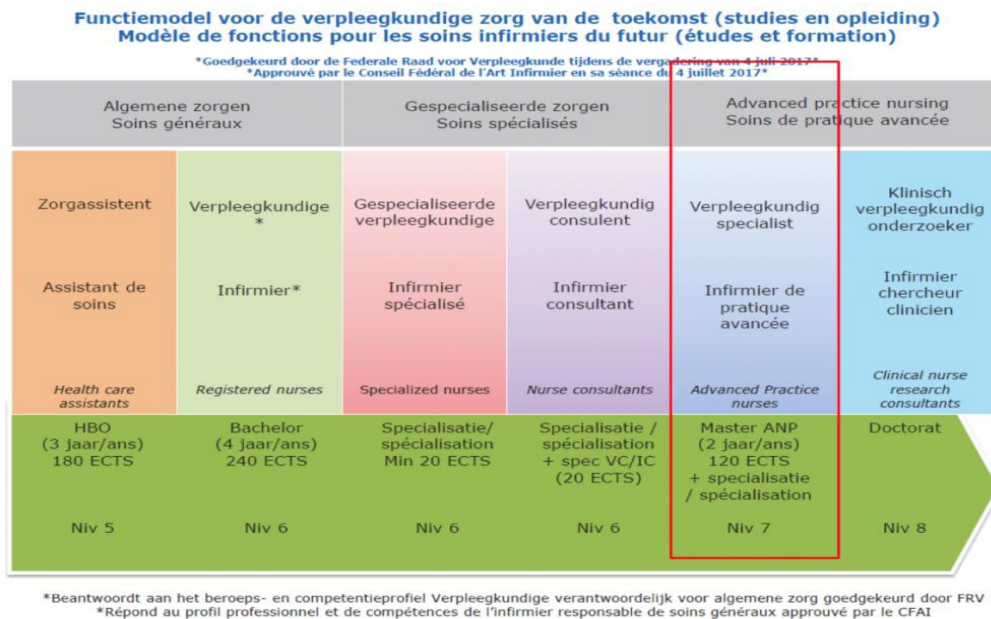 Functiemodel voor de verpleegkundige zorg van de toekomst (studies en opleiding)
Modèle de fonctions pour les soins infirmiers du futur (études et formation)
*Goedgekeurd door de Federale Raad voor Verpleegkunde tijdens de vergadering van 4 juli 2017*
*Approuvé par le Conseil Fédéral de l'Art Infirmier en sa séance du 4 juillet 2017*
Algemene zorgen
Soins généraux
Gespecialiseerde zorgen
Soins spécialisés
Advanced practice nursing
Soins de pratique avancée
Zorgassistent
Assistant de
soins
Health care
assistants
HBO
(3 jaar/ans)
180 ECTS
Niv 5
Verpleegkundige
*
Infirmier*
Registered nurses
Bachelor
(4 jaar/ans)
240 ECTS
Niv 6
Gespecialiseerde
verpleegkundige
Infirmier
spécialisé
Specialized nurses
Specialisatie/
spécialisation
Min 20 ECTS
Niv 6
Verpleegkundig
consulent
Infirmier
consultant
Nurse consultants
Specialisatie /
spécialisation
+ spec VC/IC
(20 ECTS)
Niv 6
Verpleegkundig
specialist
Infirmier de
pratique
avancée
Advanced Practice
nurses
Master ANP
(2 jaar/ans)
120 ECTS
+ specialisatie
/ spécialisation
Niv 7
Klinisch
verpleegkundig
onderzoeker
Infirmier
chercheur
clinicien
Clinical nurse
research
consultants
Doctorat
Niv 8
*Beantwoordt aan het beroeps- en competentieprofiel Verpleegkundige verantwoordelijk voor algemene zorg goedgekeurd door FRV
*Répond au profil professionnel et de compétences de l'infirmier responsable de soins généraux approuvé par le CFAI